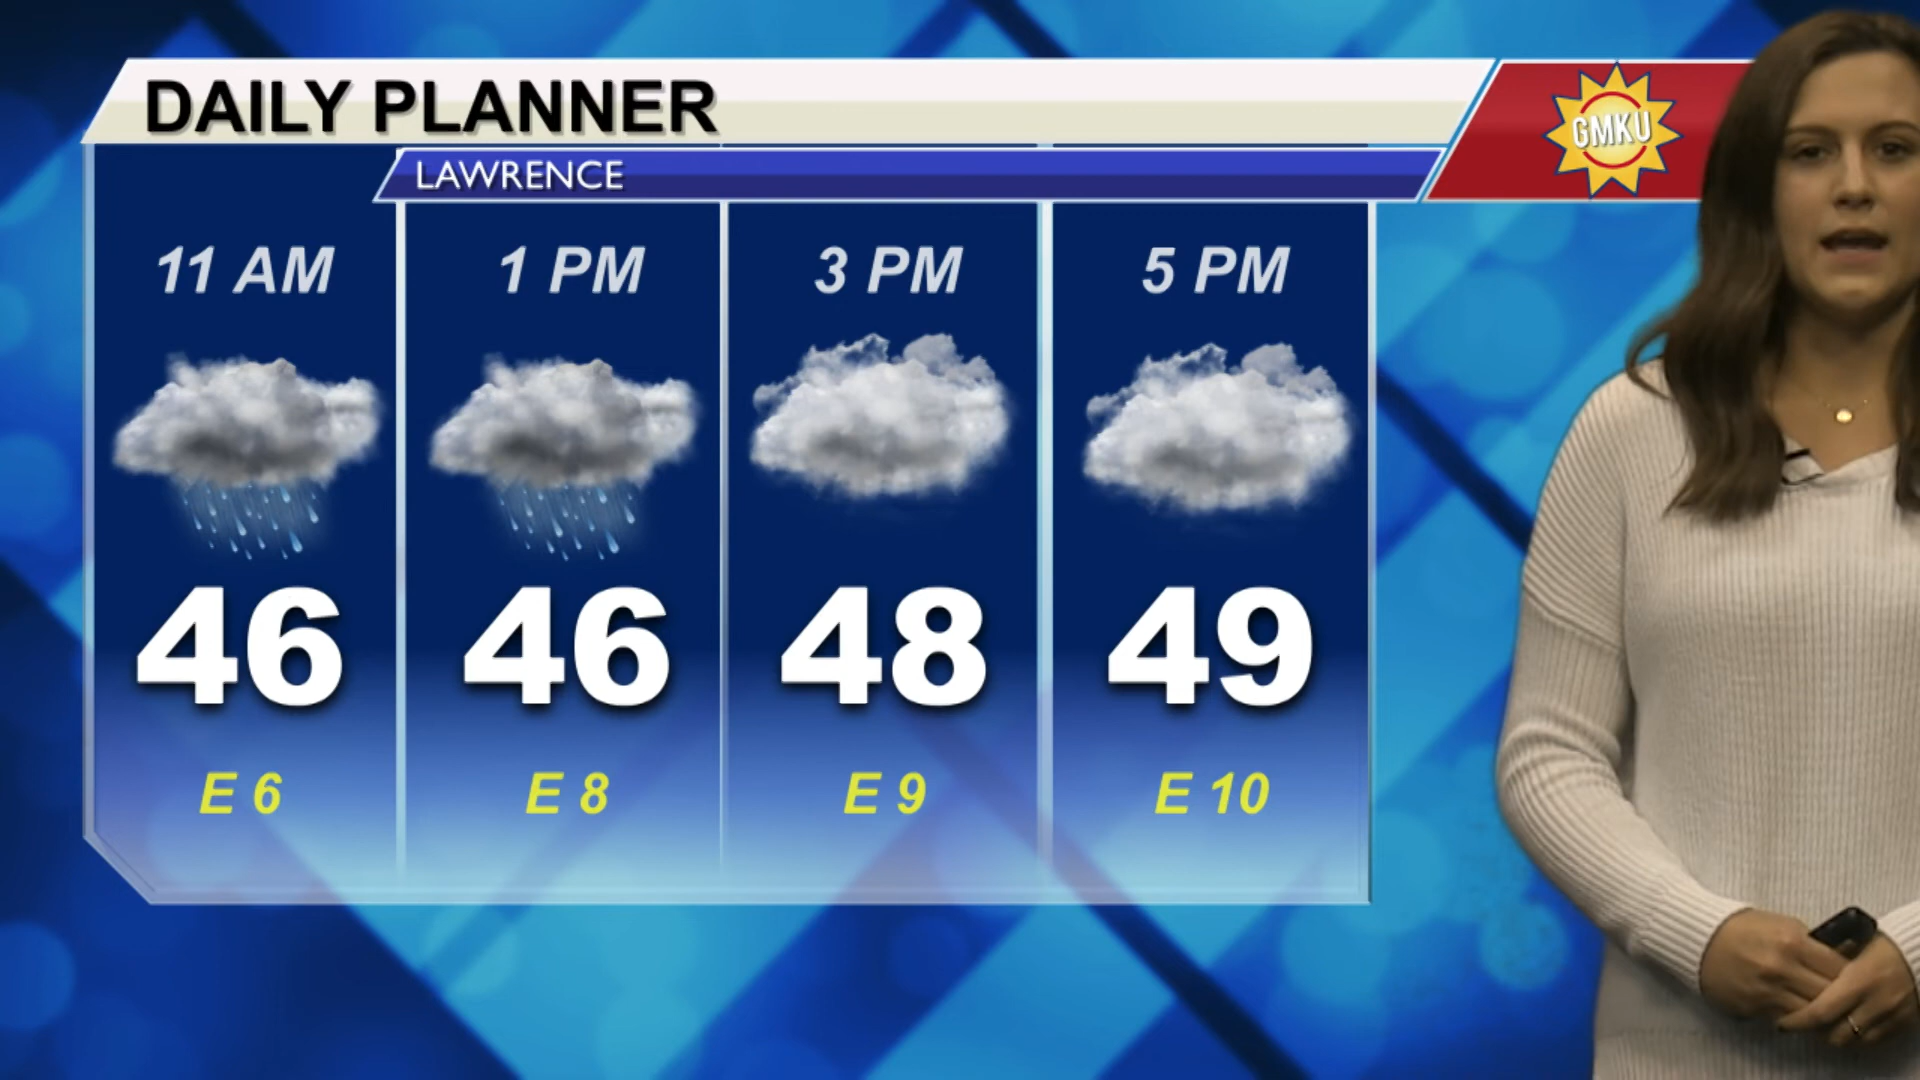 DAILY PLANNER
GMKU
LAWRENCE
11 AM
1 PM
3 PM
5 PM
46
46
48
49
E 6
E 8
E 9
E 10